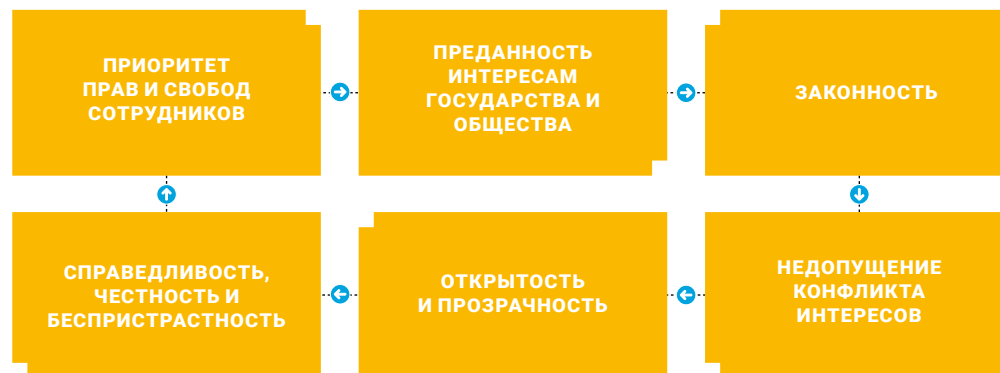 ПРИОРИТЕТ
ПРАВ И СВОБОД
СОТРУДНИКОВ
ПРЕДАННОСТЬ
ИНТЕРЕСАМ
ГОСУДАРСТВА И
ОБЩЕСТВА
ЗАКОННОСТЬ
СПРАВЕДЛИВОСТЬ,
ЧЕСТНОСТЬ И
БЕСПРИСТРАСТНОСТЬ
ОТКРЫТОСТЬ
И ПРОЗРАЧНОСТЬ
НЕДОПУЩЕНИЕ
КОНФЛИКТА
ИНТЕРЕСОВ